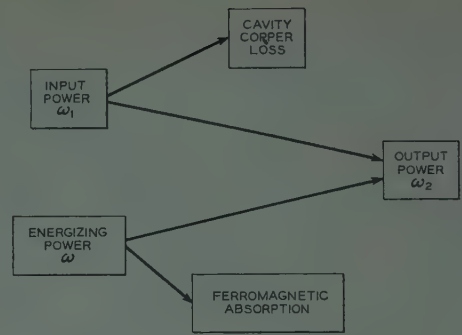 CAVITY
COPPER
LOSS
INPUT
POWER
ω₁
OUTPUT
POWER
ω₂
ENERGIZING
POWER
ω
FERROMAGNETIC
ABSORPTION